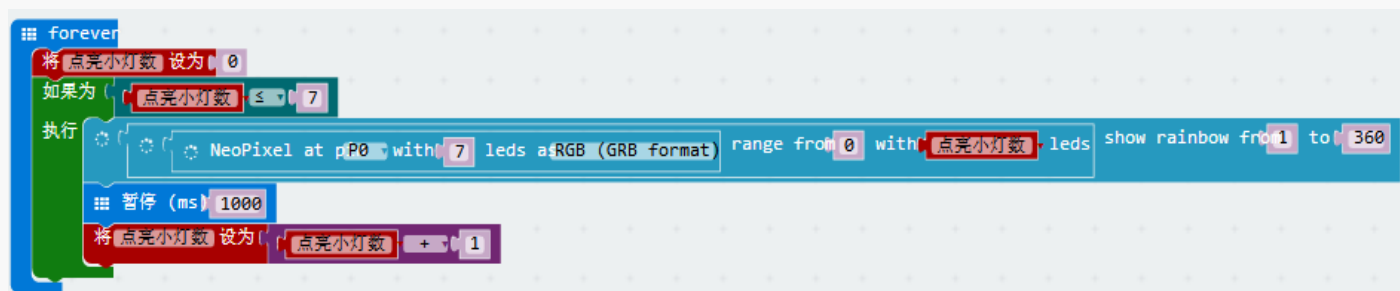 forever
将 点亮小灯数 设为 0
如果为 点亮小灯数 ≤ 7
执行 NeoPixel at p P0 with 7 leds as RGB (GRB format) range from 0 with 点亮小灯数 leds show rainbow from 1 to 360
暂停 (ms) 1000
将 点亮小灯数 设为 点亮小灯数 + 1